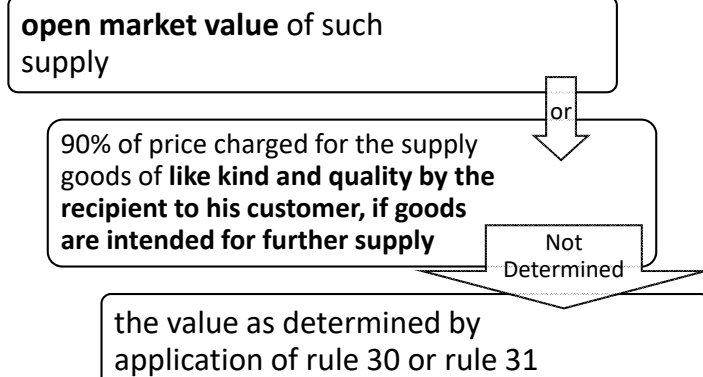 open market value of such
supply
or
90% of price charged for the supply
goods of like kind and quality by the
recipient to his customer, if goods
are intended for further supply
Not
Determined
the value as determined by
application of rule 30 or rule 31